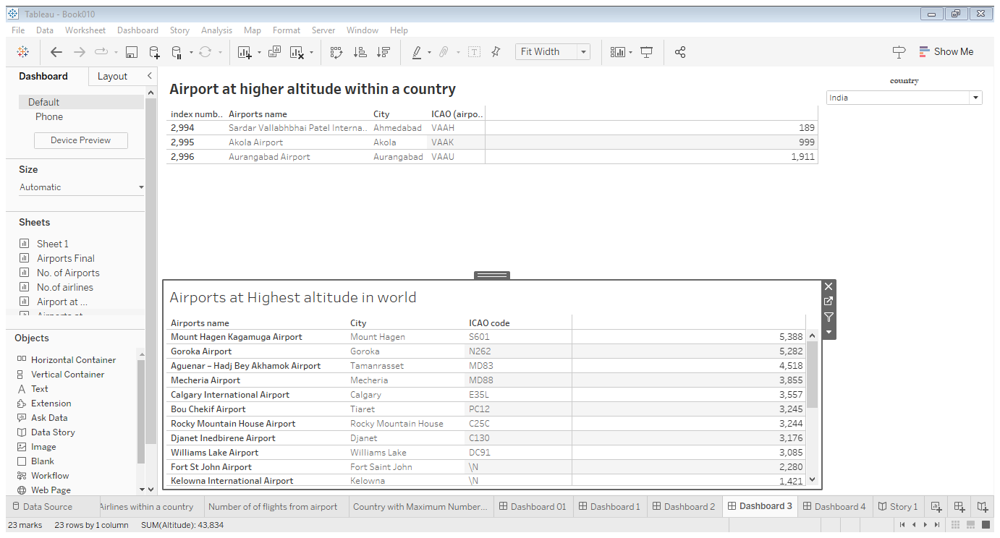 Tableau - Book010
File Data Worksheet Dashboard Story Analysis Map Format Server Window Help
Fit Width
Show Me
Dashboard Layout
Default
Phone
Device Preview
Size
Automatic
Sheets
Sheet 1
Airports Final
No. of Airports
No.of airlines
Airport at ...
Airports at
Objects
Horizontal Container
Vertical Container
Text
Extension
Ask Data
Data Story
Image
Blank
Workflow
Web Page
Airport at higher altitude within a country
index numb.. Airports name City ICAO (airpo..
2,994 Sardar Vallabhbhai Patel Interna.. Ahmedabad VAAH 189
2,995 Akola Airport Akola VAAK 999
2,996 Aurangabad Airport Aurangabad VAAU 1,911
country
India
Airports at Highest altitude in world
Airports name City ICAO code
Mount Hagen Kagamuga Airport Mount Hagen S601 5,388
Goroka Airport Goroka N262 5,282
Aguenar – Hadj Bey Akhamok Airport Tamanrasset MD83 4,518
Mecheria Airport Mecheria MD88 3,855
Calgary International Airport Calgary E35L 3,557
Bou Chekif Airport Tiaret PC12 3,245
Rocky Mountain House Airport Rocky Mountain House C25C 3,244
Djanet Inedbirene Airport Djanet C130 3,176
Williams Lake Airport Williams Lake DC91 3,085
Fort St John Airport Fort Saint John \N 2,280
Kelowna International Airport Kelowna \N 1,421
Data Source Airlines within a country Number of of flights from airport Country with Maximum Number... Dashboard 01 Dashboard 1 Dashboard 2 Dashboard 3 Dashboard 4 Story 1
23 marks 23 rows by 1 column SUM(Altitude): 43,834